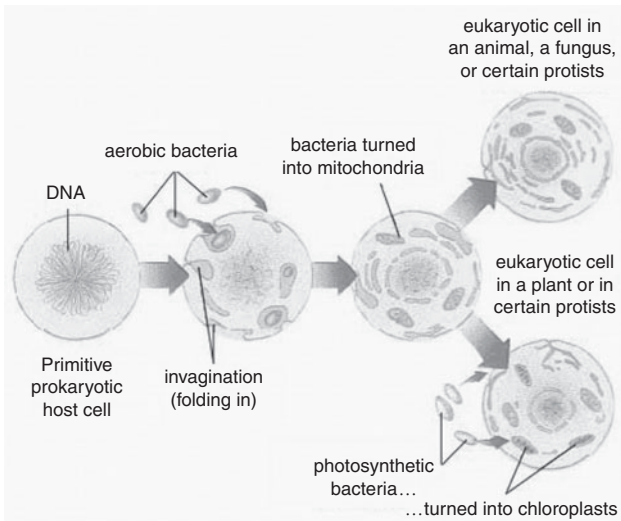 eukaryotic cell in
an animal, a fungus,
or certain protists
aerobic bacteria
bacteria turned
into mitochondria
DNA
eukaryotic cell
in a plant or in
certain protists
Primitive
prokaryotic
host cell
invagination
(folding in)
photosynthetic
bacteria...
...turned into chloroplasts